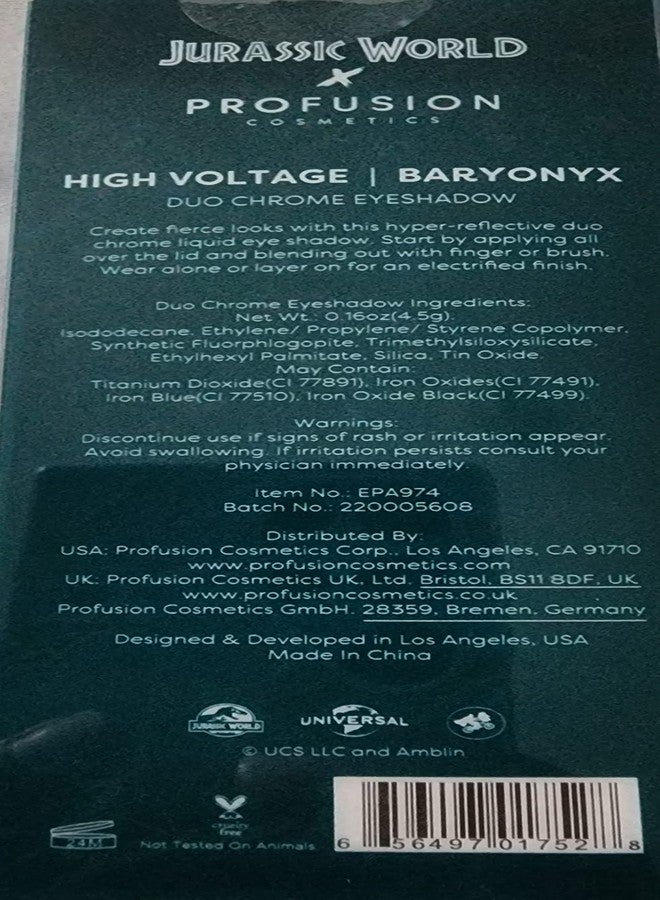 JURASSIC WORLD
X
PROFUSION
COSMETICS
HIGH VOLTAGE | BARYONYX
DUO CHROME EYESHADOW
Create fierce looks with this hyper-reflective duo
chrome liquid eye shadow. Start by applying all
over the lid and blending out with finger or brush.
Wear alone or layer on for an electrified finish.
Duo Chrome Eyeshadow Ingredients:
Net Wt.: 0.16oz(4.5g).
Isododecane, Ethylene/ Propylene/ Styrene Copolymer,
Synthetic Fluorphlogopite, Trimethylsiloxysilicate,
Ethylhexyl Palmitate, Silica, Tin Oxide.
May Contain:
Titanium Dioxide(CI 77891), Iron Oxides(CI 77491),
Iron Blue(CI 77510), Iron Oxide Black(CI 77499).
Warnings:
Discontinue use if signs of rash or irritation appear.
Avoid swallowing. If irritation persists consult your
physician immediately.
Item No.: EPA974
Batch No.: 220005608
Distributed By:
USA: Profusion Cosmetics Corp., Los Angeles, CA 91710
www.profusioncosmetics.com
UK: Profusion Cosmetics UK, Ltd. Bristol, BS11 8DF, UK
www.profusioncosmetics.co.uk
Profusion Cosmetics GmbH. 28359, Bremen, Germany
Designed & Developed in Los Angeles, USA
Made In China
JURASSIC WORLD
UNIVERSAL
© UCS LLC and Amblin
cruelty
free
24M
Not Tested On Animals
6 56497 01752 8